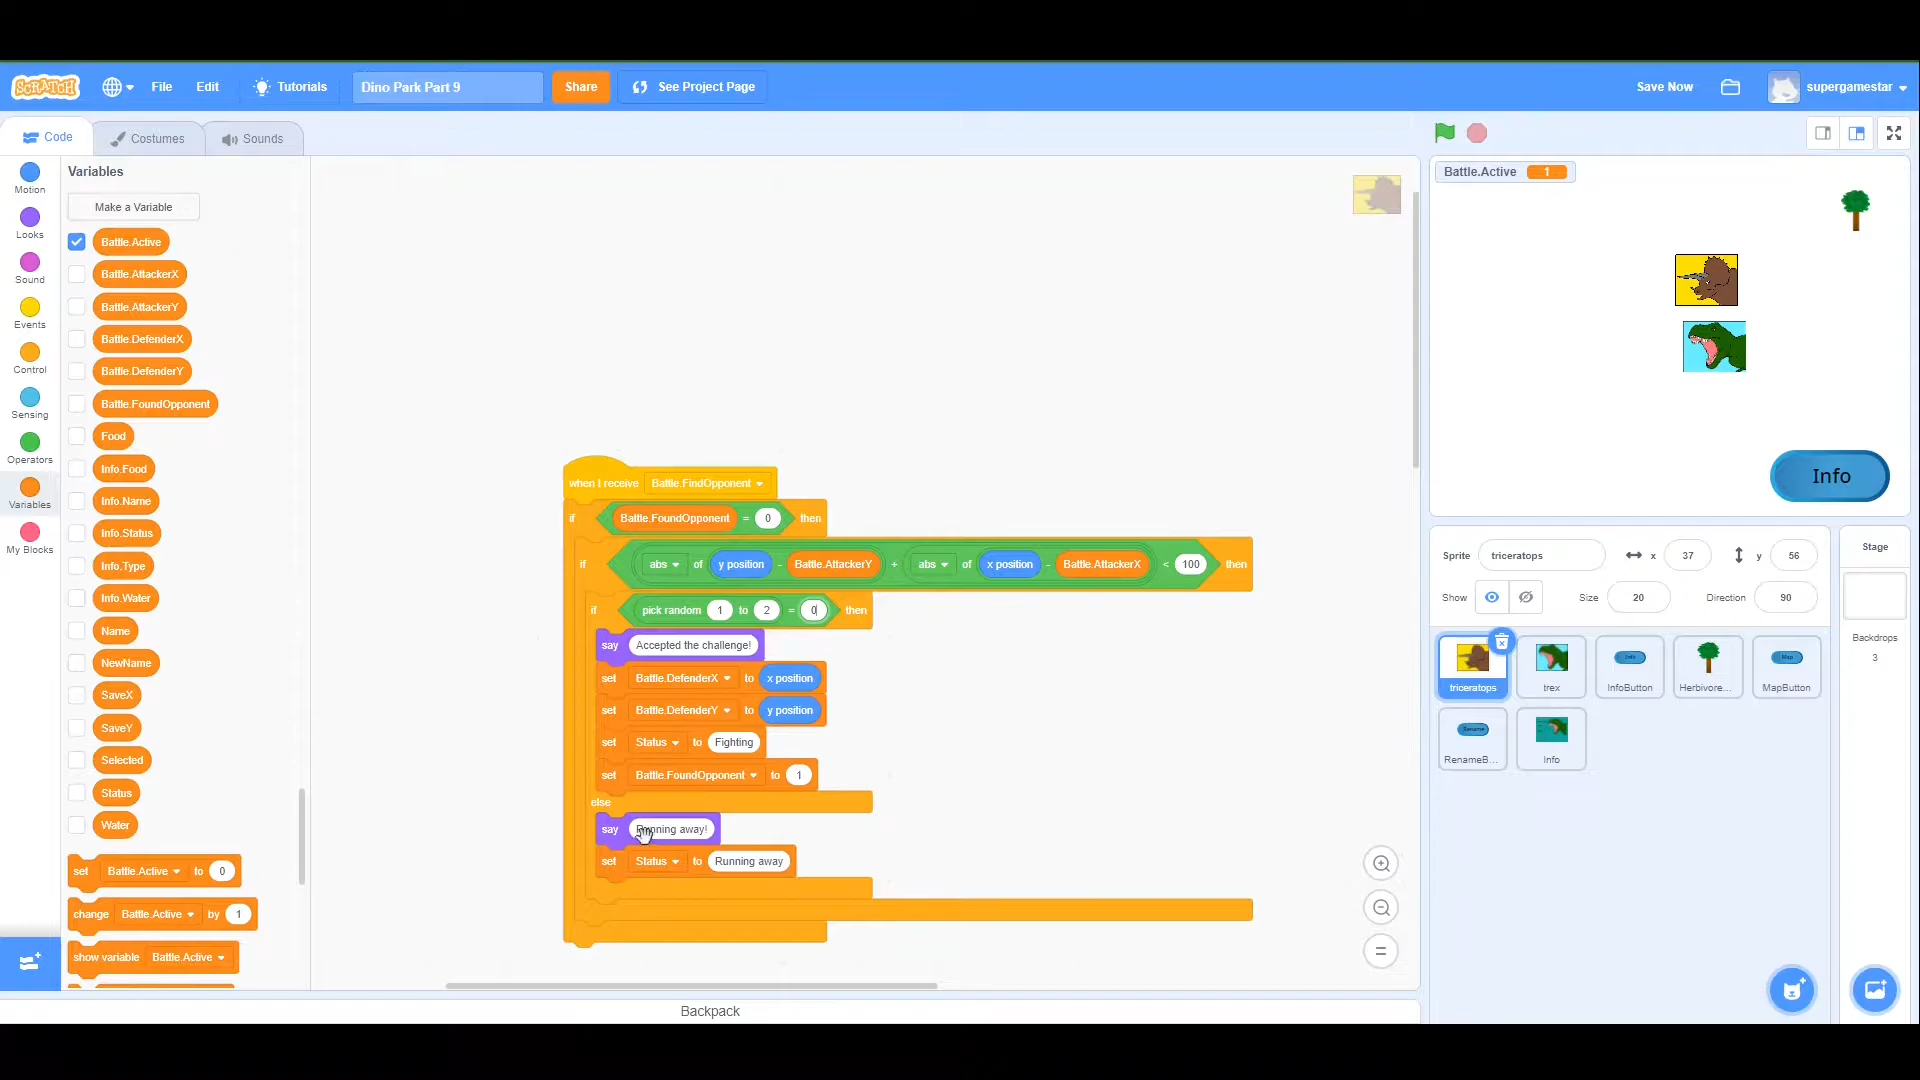 SCRATCH File Edit Tutorials Dino Park Part 9 Share See Project Page Save Now supergamestar
Code Costumes Sounds
Motion
Looks
Sound
Events
Control
Sensing
Operators
Variables
My Blocks
Variables
Make a Variable
Battle.Active
Battle.AttackerX
Battle.AttackerY
Battle.DefenderX
Battle.DefenderY
Battle.FoundOpponent
Food
Info.Food
Info.Name
Info.Status
Info.Type
Info.Water
Name
NewName
SaveX
SaveY
Selected
Status
Water
set Battle.Active to 0
change Battle.Active by 1
show variable Battle.Active
when I receive Battle.FindOpponent
if Battle.FoundOpponent = 0 then
if abs of y position - Battle.AttackerY + abs of x position - Battle.AttackerX < 100 then
if pick random 1 to 2 = 0 then
say Accepted the challenge!
set Battle.DefenderX to x position
set Battle.DefenderY to y position
set Status to Fighting
set Battle.FoundOpponent to 1
else
say Running away!
set Status to Running away
Backpack
Battle.Active 1
Info
Sprite triceratops x 37 y 56
Show Size 20 Direction 90
triceratops trex InfoButton Herbivore... MapButton
RenameB... Info
Stage
Backdrops
3
Info
Map
Rename